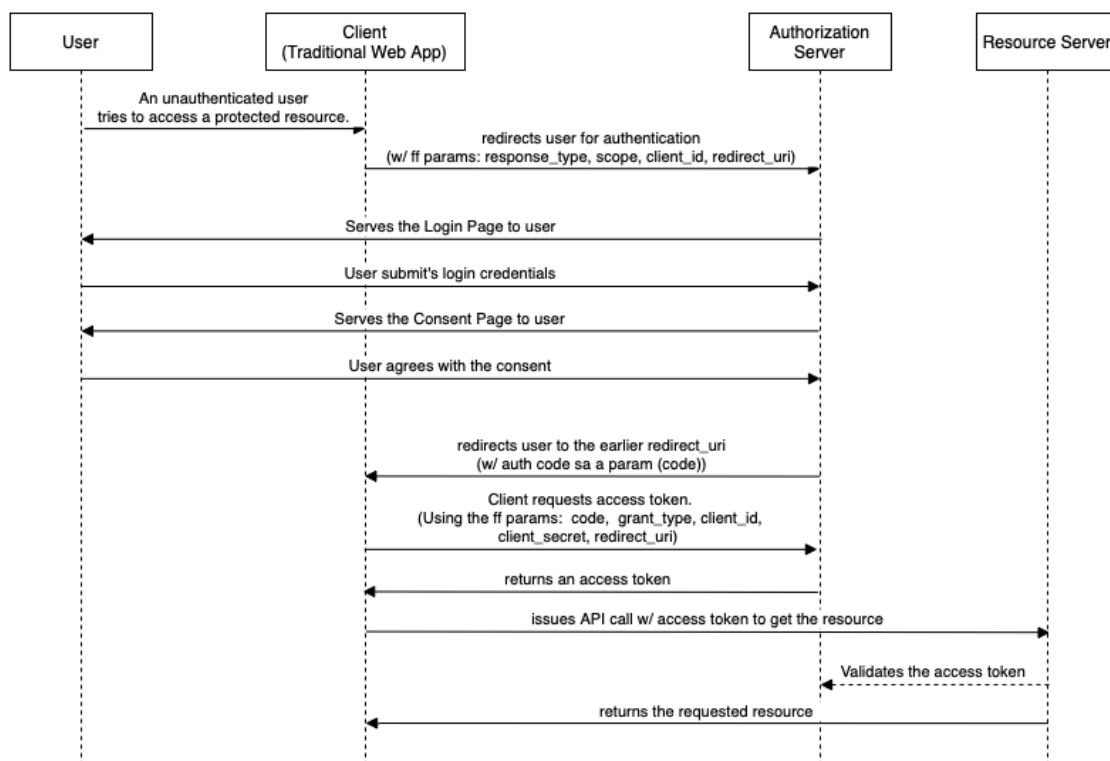 User
Client
(Traditional Web App)
Authorization
Server
Resource Server
An unauthenticated user
tries to access a protected resource.
redirects user for authentication
(w/ ff params: response_type, scope, client_id, redirect_uri)
Serves the Login Page to user
User submit's login credentials
Serves the Consent Page to user
User agrees with the consent
redirects user to the earlier redirect_uri
(w/ auth code sa a param (code))
Client requests access token.
(Using the ff params:  code,  grant_type, client_id,
client_secret, redirect_uri)
returns an access token
issues API call w/ access token to get the resource
Validates the access token
returns the requested resource